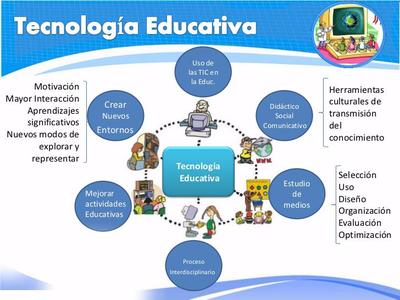 Tecnología Educativa
Uso de
las TIC en
la Educ.
Motivación
Mayor Interacción
Aprendizajes
significativos
Nuevos modos de
explorar y
representar
Crear
Nuevos
Entornos
Didáctico
Social
Comunicativo
Herramientas
culturales de
transmisión
del
conocimiento
Tecnología
Educativa
Mejorar
actividades
Educativas
Estudio
de
medios
Selección
Uso
Diseño
Organización
Evaluación
Optimización
Proceso
Interdisciplinario